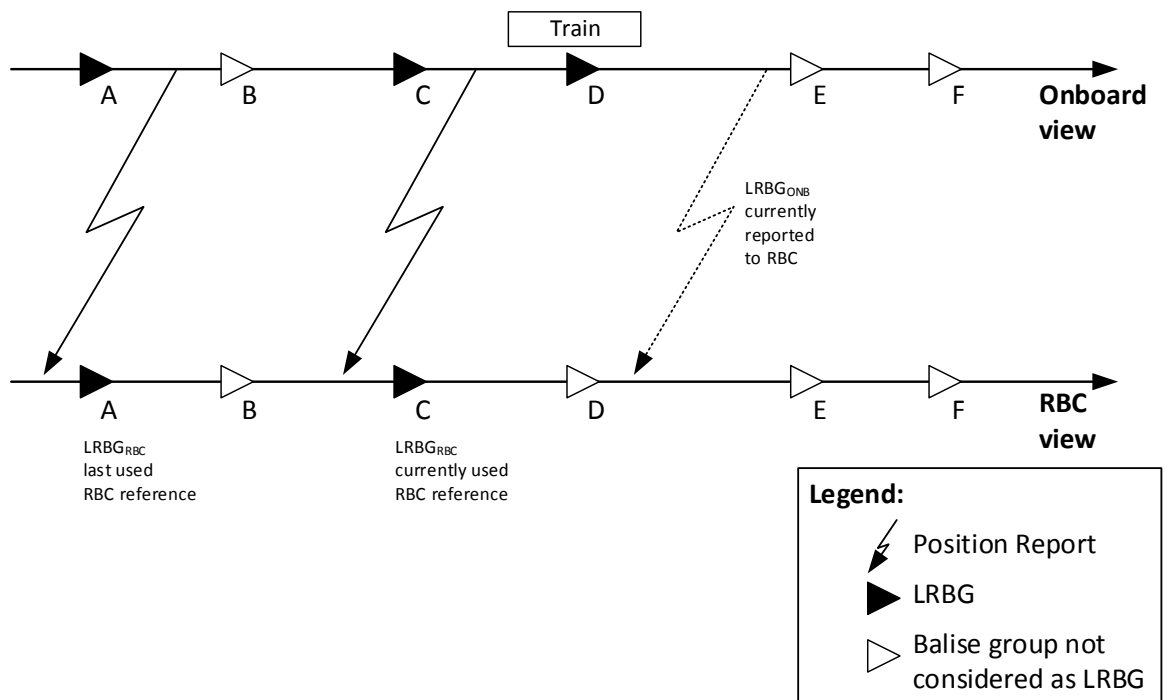 Train
A
B
C
D
E
F
Onboard
view
LRBGONB
currently
reported
to RBC
A
B
C
D
E
F
RBC
view
LRBGRBC
last used
RBC reference
LRBGRBC
currently used
RBC reference
Legend:
Position Report
LRBG
Balise group not
considered as LRBG